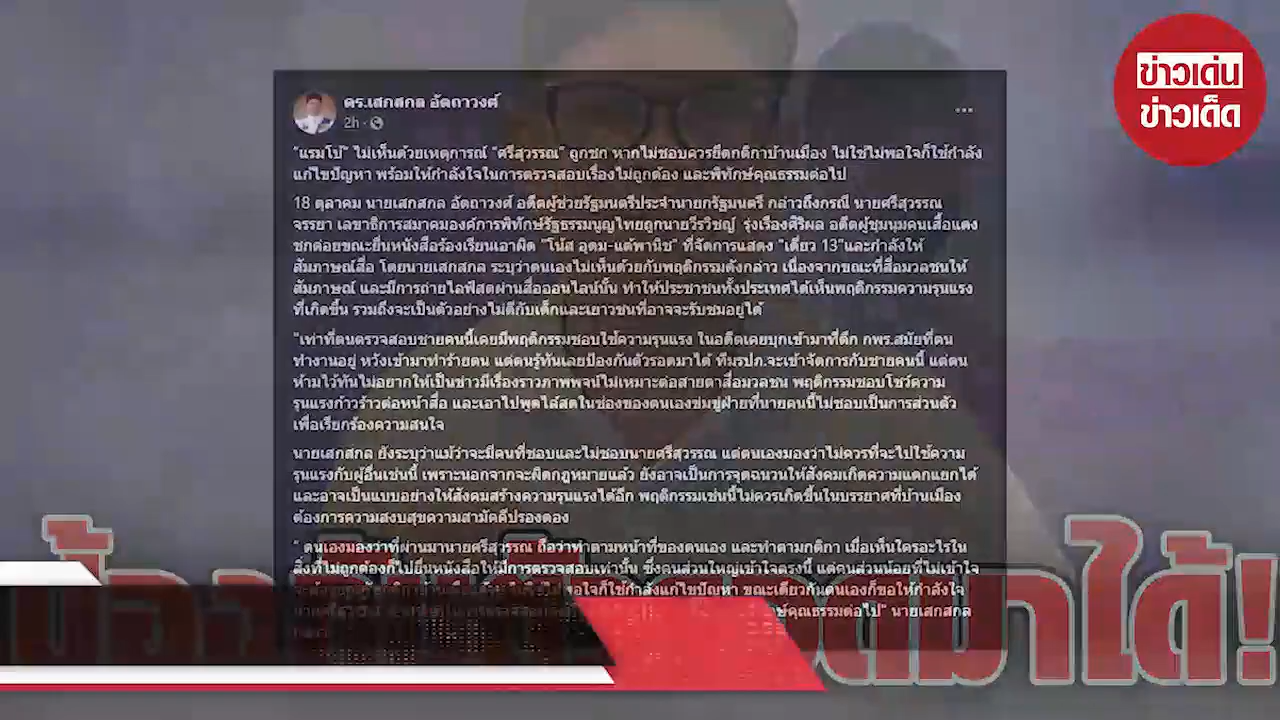 ข่าวเด่น
ข่าวเด็ด
ดร.เสกสกล อัตถาวงศ์
2h
"แรมโบ้" ไม่เห็นด้วยเหตุการณ์ "ศรีสุวรรณ" ถูกชก หากไม่ชอบควรยึดกติกาบ้านเมือง ไม่ใช่ไม่พอใจก็ใช้กำลัง
แก้ไขปัญหา พร้อมให้กำลังใจในการตรวจสอบเรื่องไม่ถูกต้อง และพิทักษ์คุณธรรมต่อไป
18 ตุลาคม นายเสกสกล อัตถาวงศ์ อดีตผู้ช่วยรัฐมนตรีประจำนายกรัฐมนตรี กล่าวถึงกรณี นายศรีสุวรรณ
จรรยา เลขาธิการสมาคมองค์การพิทักษ์รัฐธรรมนูญไทยถูกนายวีรวิชญ์ รุ่งเรืองศิริผล อดีตผู้ชุมนุมคนเสื้อแดง
ชกต่อยขณะยื่นหนังสือร้องเรียนเอาผิด "โน้ส อุดม-แต้พานิช" ที่จัดการแสดง "เดี่ยว 13"และกำลังให้
สัมภาษณ์สื่อ โดยนายเสกสกล ระบุว่าตนเองไม่เห็นด้วยกับพฤติกรรมดังกล่าว เนื่องจากขณะที่สื่อมวลชนให้
สัมภาษณ์ และมีการถ่ายไลฟ์สดผ่านสื่อออนไลน์นั้น ทำให้ประชาชนทั้งประเทศได้เห็นพฤติกรรมความรุนแรง
ที่เกิดขึ้น รวมถึงจะเป็นตัวอย่างไม่ดีกับเด็กและเยาวชนที่อาจจะรับชมอยู่ได้
"เท่าที่ตนตรวจสอบชายคนนี้เคยมีพฤติกรรมชอบใช้ความรุนแรง ในอดีตเคยบุกเข้ามาที่ตึก กพร.สมัยที่ตน
ทำงานอยู่ หวังเข้ามาทำร้ายตน แต่ตนรู้ทันเลยป้องกันตัวรอดมาได้ ทีมรปภ.จะเข้าจัดการกับชายคนนี้ แต่ตน
ห้ามไว้ทันไม่อยากให้เป็นข่าวมีเรื่องราวภาพพจน์ไม่เหมาะต่อสายตาสื่อมวลชน พฤติกรรมชอบโชว์ความ
รุนแรงก้าวร้าวต่อหน้าสื่อ และเอาไปพูดไล้สดในช่องของตนเองข่มขู่ฝ่ายที่นายคนนี้ไม่ชอบเป็นการส่วนตัว
เพื่อเรียกร้องความสนใจ
นายเสกสกล ยังระบุว่าแม้ว่าจะมีคนที่ชอบและไม่ชอบนายศรีสุวรรณ แต่ตนเองมองว่าไม่ควรที่จะไปใช้ความ
รุนแรงกับผู้อื่นเช่นนี้ เพราะนอกจากจะผิดกฎหมายแล้ว ยังอาจเป็นการจุดฉนวนให้สังคมเกิดความแตกแยกได้
และอาจเป็นแบบอย่างให้สังคมสร้างความรุนแรงได้อีก พฤติกรรมเช่นนี้ไม่ควรเกิดขึ้นในบรรยาศที่บ้านเมือง
ต้องการความสงบสุขความสามัคคีปรองดอง
" ตนเองมองว่าที่ผ่านมานายศรีสุวรรณ ถือว่าทำตามหน้าที่ของตนเอง และทำตามกติกา เมื่อเห็นใครอะไรใน
สิ่งที่ไม่ถูกต้องก็ไปยื่นหนังสือให้มีการตรวจสอบเท่านั้น ซึ่งคนส่วนใหญ่เข้าใจตรงนี้ แต่คนส่วนน้อยที่ไม่เข้าใจ
พอใจก็ใช้กำลังแก้ไขปัญหา ขณะเดียวกันตนเองก็ขอให้กำลังใจ
คุณธรรมต่อไป" นายเสกสกล
มาได้!